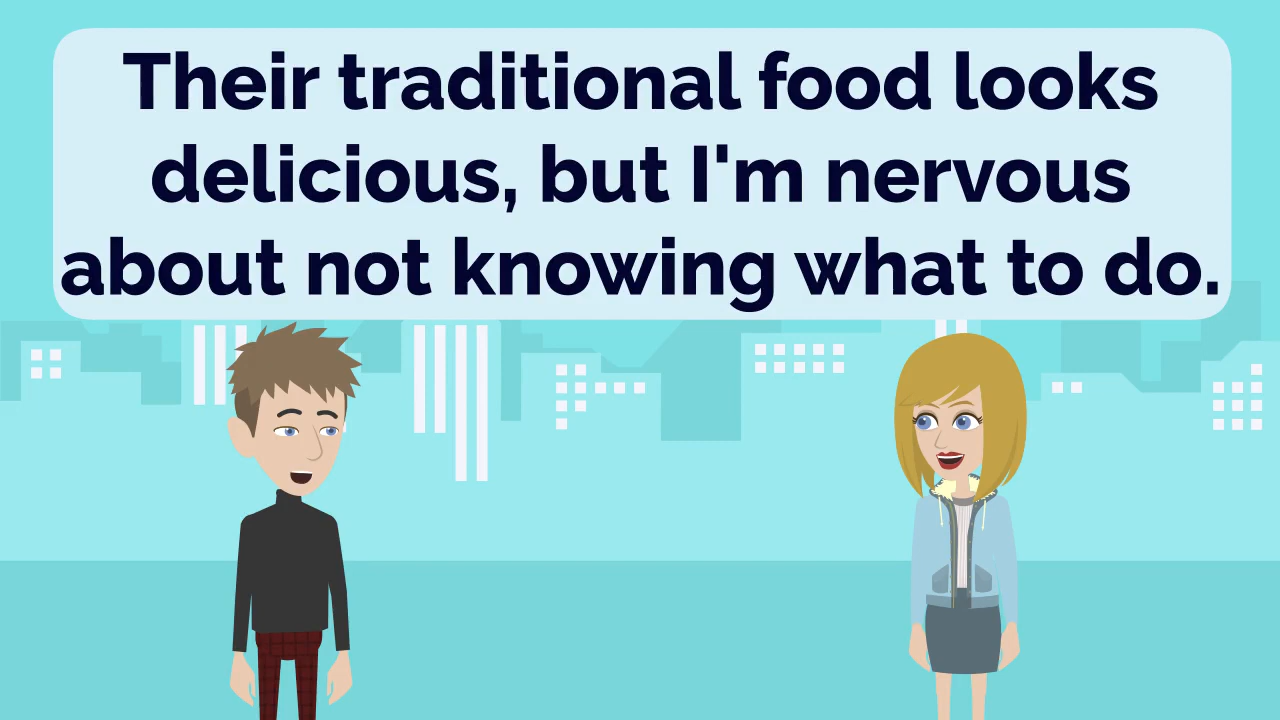 Their traditional food looks
delicious, but I'm nervous
about not knowing what to do.